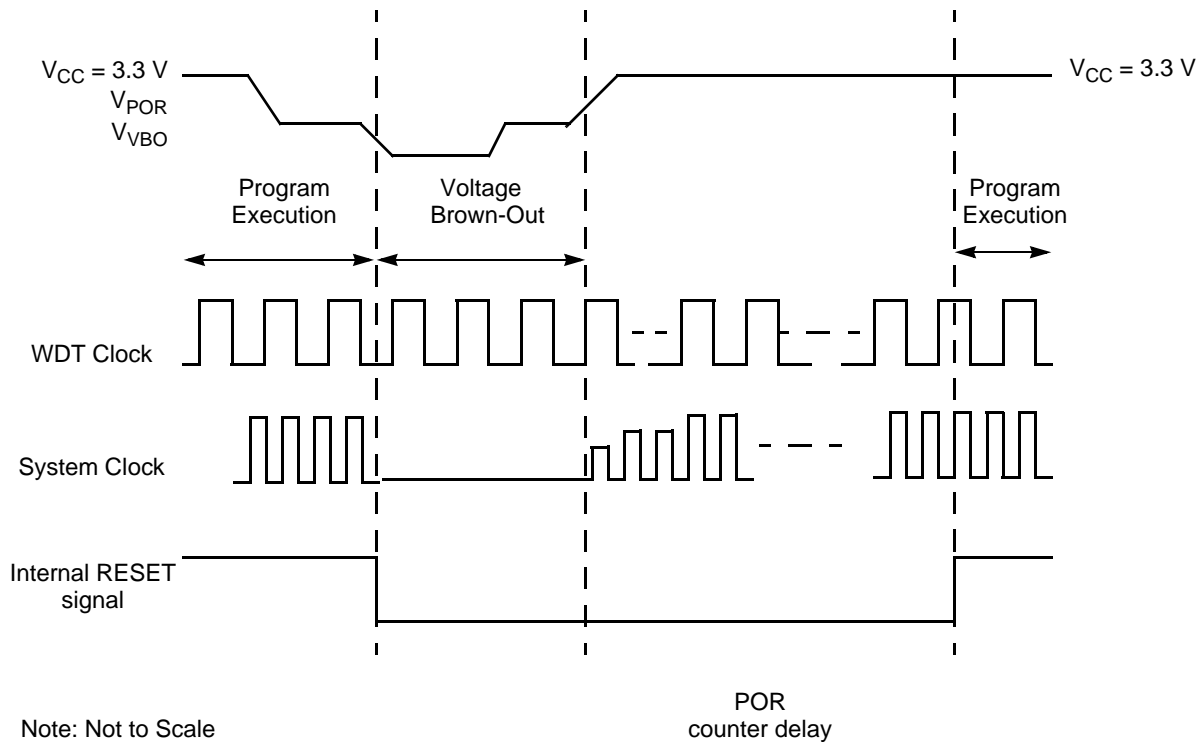 V_CC = 3.3 V
V_CC = 3.3 V
V_POR
V_VBO
Program
Execution
Voltage
Brown-Out
Program
Execution
WDT Clock
System Clock
Internal RESET
signal
POR
counter delay
Note: Not to Scale